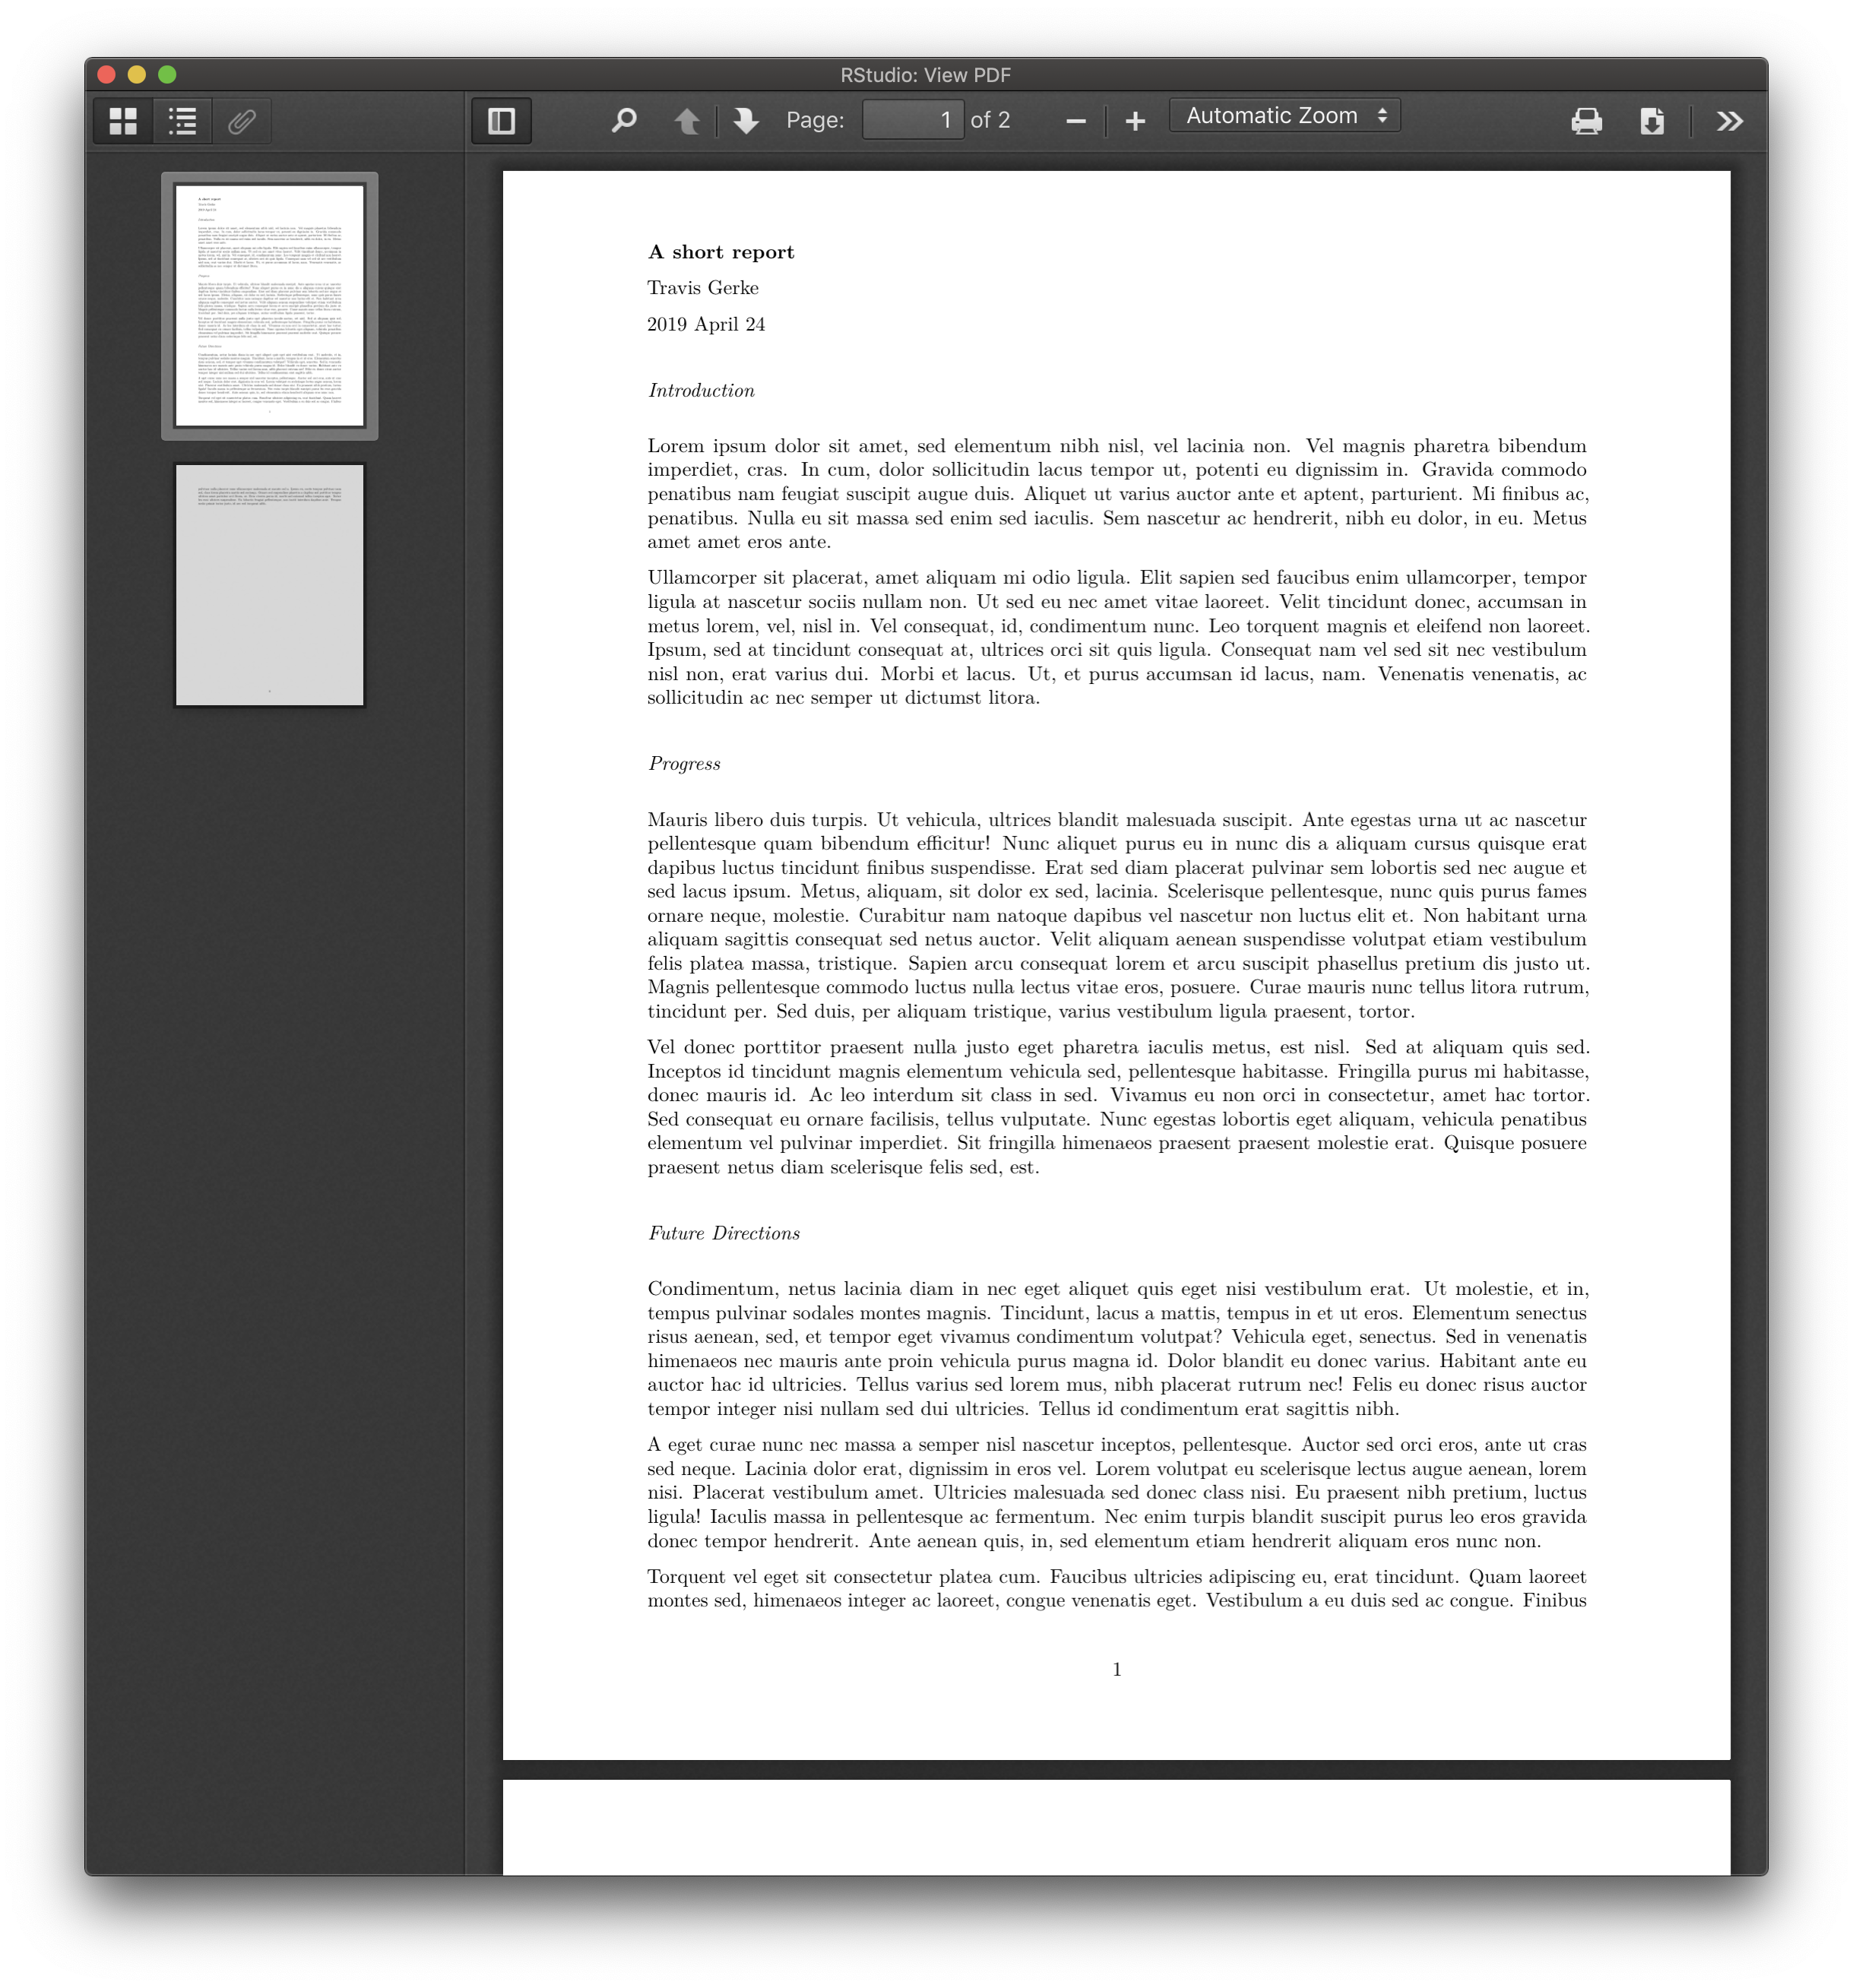 RStudio: View PDF
Page: 1 of 2
Automatic Zoom
A short report
Travis Gerke
2019 April 24
Introduction
Lorem ipsum dolor sit amet, sed elementum nibh nisl, vel lacinia non. Vel magnis pharetra bibendum
imperdiet, cras. In cum, dolor sollicitudin lacus tempor ut, potenti eu dignissim in. Gravida commodo
penatibus nam feugiat suscipit augue duis. Aliquet ut varius auctor ante et aptent, parturient. Mi finibus ac,
penatibus. Nulla eu sit massa sed enim sed iaculis. Sem nascetur ac hendrerit, nibh eu dolor, in eu. Metus
amet amet eros ante.
Ullamcorper sit placerat, amet aliquam mi odio ligula. Elit sapien sed faucibus enim ullamcorper, tempor
ligula at nascetur sociis nullam non. Ut sed eu nec amet vitae laoreet. Velit tincidunt donec, accumsan in
metus lorem, vel, nisl in. Vel consequat, id, condimentum nunc. Leo torquent magnis et eleifend non laoreet.
Ipsum, sed at tincidunt consequat at, ultrices orci sit quis ligula. Consequat nam vel sed sit nec vestibulum
nisl non, erat varius dui. Morbi et lacus. Ut, et purus accumsan id lacus, nam. Venenatis venenatis, ac
sollicitudin ac nec semper ut dictumst litora.
Progress
Mauris libero duis turpis. Ut vehicula, ultrices blandit malesuada suscipit. Ante egestas urna ut ac nascetur
pellentesque quam bibendum efficitur! Nunc aliquet purus eu in nunc dis a aliquam cursus quisque erat
dapibus luctus tincidunt finibus suspendisse. Erat sed diam placerat pulvinar sem lobortis sed nec augue et
sed lacus ipsum. Metus, aliquam, sit dolor ex sed, lacinia. Scelerisque pellentesque, nunc quis purus fames
ornare neque, molestie. Curabitur nam natoque dapibus vel nascetur non luctus elit et. Non habitant urna
aliquam sagittis consequat sed netus auctor. Velit aliquam aenean suspendisse volutpat etiam vestibulum
felis platea massa, tristique. Sapien arcu consequat lorem et arcu suscipit phasellus pretium dis justo ut.
Magnis pellentesque commodo luctus nulla lectus vitae eros, posuere. Curae mauris nunc tellus litora rutrum,
tincidunt per. Sed duis, per aliquam tristique, varius vestibulum ligula praesent, tortor.
Vel donec porttitor praesent nulla justo eget pharetra iaculis metus, est nisl. Sed at aliquam quis sed.
Inceptos id tincidunt magnis elementum vehicula sed, pellentesque habitasse. Fringilla purus mi habitasse,
donec mauris id. Ac leo interdum sit class in sed. Vivamus eu non orci in consectetur, amet hac tortor.
Sed consequat eu ornare facilisis, tellus vulputate. Nunc egestas lobortis eget aliquam, vehicula penatibus
elementum vel pulvinar imperdiet. Sit fringilla himenaeos praesent praesent molestie erat. Quisque posuere
praesent netus diam scelerisque felis sed, est.
Future Directions
Condimentum, netus lacinia diam in nec eget aliquet quis eget nisi vestibulum erat. Ut molestie, et in,
tempus pulvinar sodales montes magnis. Tincidunt, lacus a mattis, tempus in et ut eros. Elementum senectus
risus aenean, sed, et tempor eget vivamus condimentum volutpat? Vehicula eget, senectus. Sed in venenatis
himenaeos nec mauris ante proin vehicula purus magna id. Dolor blandit eu donec varius. Habitant ante eu
auctor hac id ultricies. Tellus varius sed lorem mus, nibh placerat rutrum nec! Felis eu donec risus auctor
tempor integer nisi nullam sed dui ultricies. Tellus id condimentum erat sagittis nibh.
A eget curae nunc nec massa a semper nisl nascetur inceptos, pellentesque. Auctor sed orci eros, ante ut cras
sed neque. Lacinia dolor erat, dignissim in eros vel. Lorem volutpat eu scelerisque lectus augue aenean, lorem
nisi. Placerat vestibulum amet. Ultricies malesuada sed donec class nisi. Eu praesent nibh pretium, luctus
ligula! Iaculis massa in pellentesque ac fermentum. Nec enim turpis blandit suscipit purus leo eros gravida
donec tempor hendrerit. Ante aenean quis, in, sed elementum etiam hendrerit aliquam eros nunc non.
Torquent vel eget sit consectetur platea cum. Faucibus ultricies adipiscing eu, erat tincidunt. Quam laoreet
montes sed, himenaeos integer ac laoreet, congue venenatis eget. Vestibulum a eu duis sed ac congue. Finibus
1